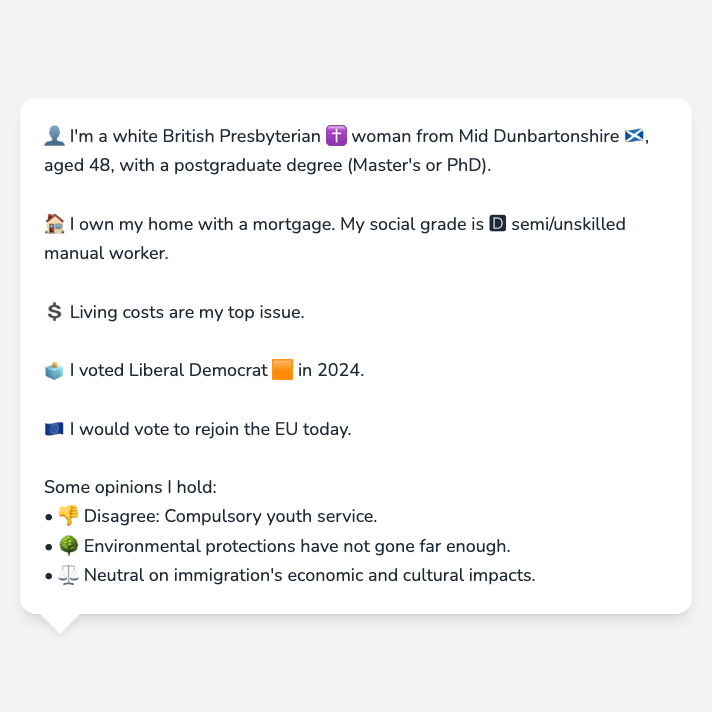 👤 I'm a white British Presbyterian ✝️ woman from Mid Dunbartonshire 🏴󠁧󠁢󠁳󠁣󠁴󠁿,
aged 48, with a postgraduate degree (Master's or PhD).
🏠 I own my home with a mortgage. My social grade is 🅳 semi/unskilled
manual worker.
💲 Living costs are my top issue.
🗳️ I voted Liberal Democrat 🟧 in 2024.
🇪🇺 I would vote to rejoin the EU today.
Some opinions I hold:
• 👎 Disagree: Compulsory youth service.
• 🌳 Environmental protections have not gone far enough.
• ⚖️ Neutral on immigration's economic and cultural impacts.